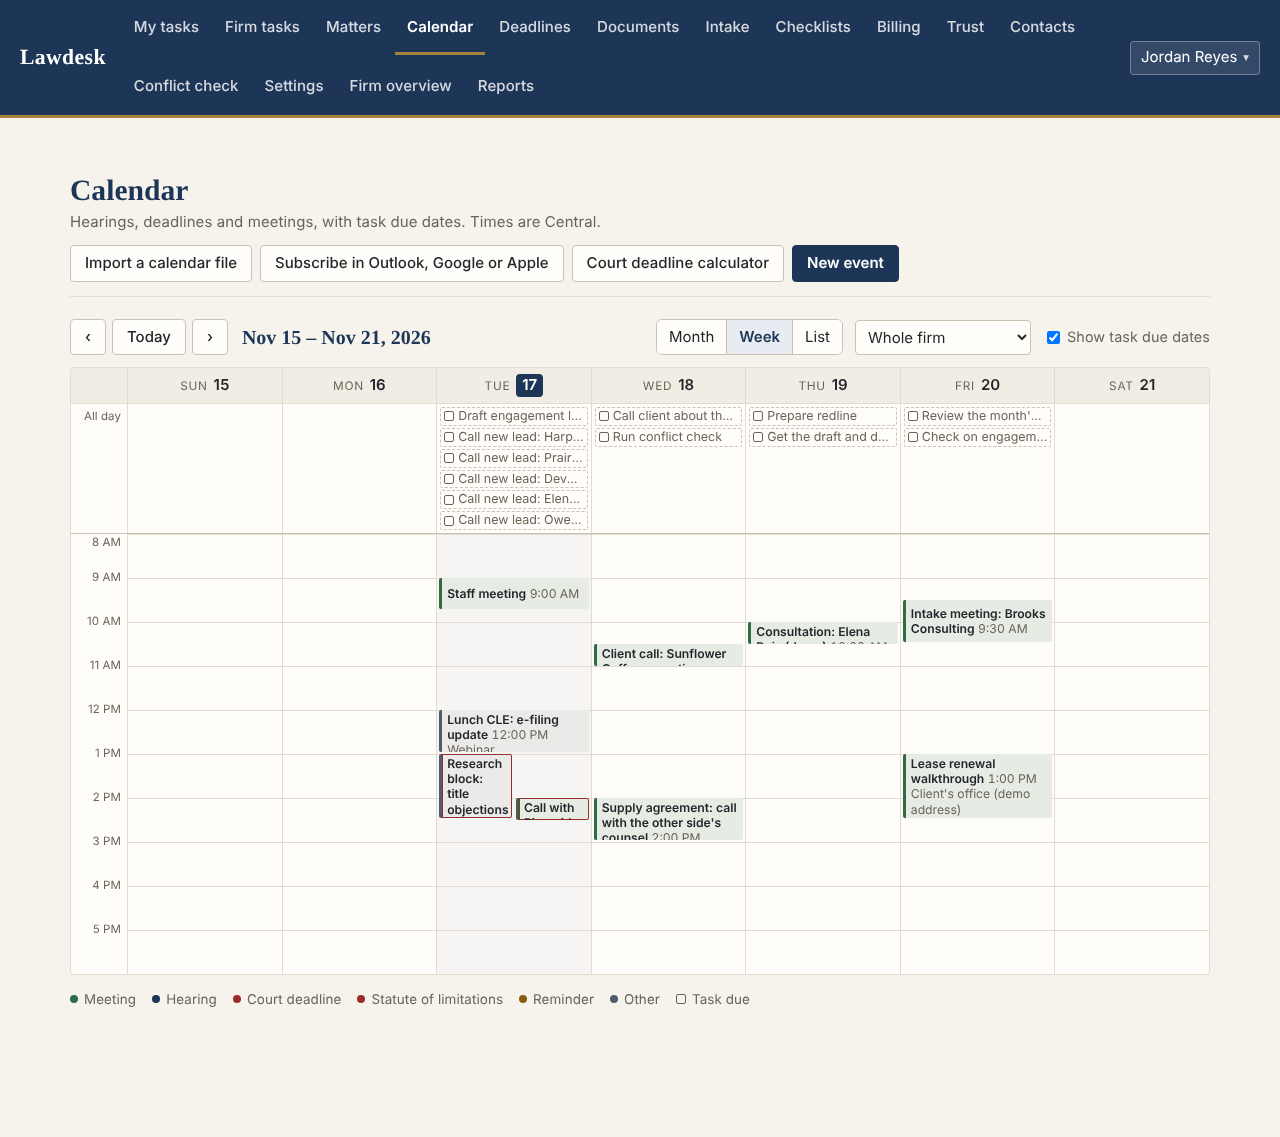 Lawdesk
My tasks Firm tasks Matters Calendar Deadlines Documents Intake Checklists Billing Trust Contacts
Conflict check Settings Firm overview Reports
Jordan Reyes ▾
Calendar
Hearings, deadlines and meetings, with task due dates. Times are Central.
Import a calendar file Subscribe in Outlook, Google or Apple Court deadline calculator New event
‹ Today › Nov 15 – Nov 21, 2026 Month Week List Whole firm Show task due dates
SUN 15 MON 16 TUE 17 WED 18 THU 19 FRI 20 SAT 21
All day
Draft engagement l...
Call new lead: Harp...
Call new lead: Prair...
Call new lead: Dev...
Call new lead: Elen...
Call new lead: Owe...
Call client about th...
Run conflict check
Prepare redline
Get the draft and d...
Review the month'...
Check on engagem...
8 AM
9 AM
10 AM
11 AM
12 PM
1 PM
2 PM
3 PM
4 PM
5 PM
Staff meeting 9:00 AM
Lunch CLE: e-filing
update 12:00 PM
Webinar
Research
block:
title
objections
Call with
Client call: Sunflower
Supply agreement: call
with the other side's
counsel 2:00 PM
Consultation: Elena
Intake meeting: Brooks
Consulting 9:30 AM
Lease renewal
walkthrough 1:00 PM
Client's office (demo
address)
Meeting Hearing Court deadline Statute of limitations Reminder Other Task due